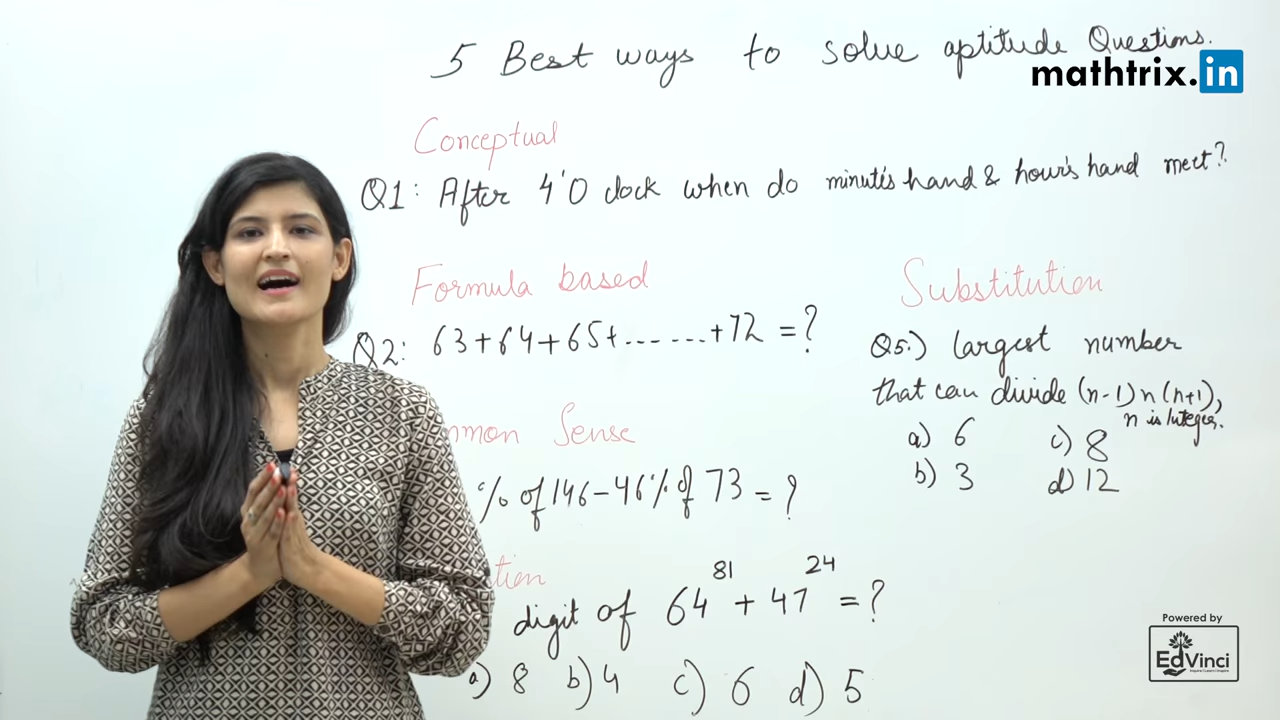 5 Best ways to solve aptitude Questions.
mathtrix.in
Conceptual
Q1: After 4'0 clock when do minute's hand & hour's hand meet?
Formula based
Q2: 63+64+65+.......+72 =?
mmon Sense
% of 146-46% of 73 = ?
tion
digit of 64^81 + 47^24 = ?
a) 8 b) 4 c) 6 d) 5
Substitution
Q5.) largest number
that can divide (n-1) n (n+1),
n is Integer.
a) 6 c) 8
b) 3 d) 12
Powered by
EdVinci